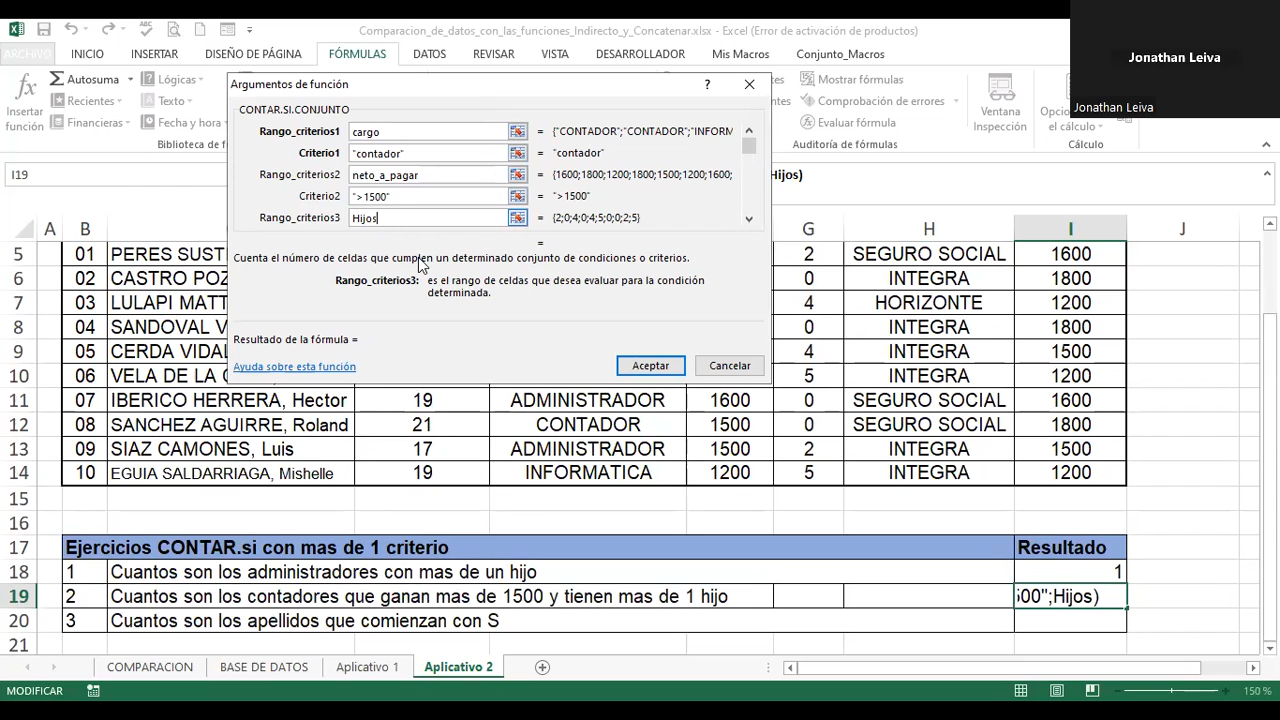 Comparacion_de_datos_con_las_funciones_Indirecto_y_Concatenar.xlsx - Excel (Error de activación de productos)
Jonathan Leiva
Jonathan Leiva
ARCHIVO INICIO INSERTAR DISEÑO DE PÁGINA FÓRMULAS DATOS REVISAR VISTA DESARROLLADOR Mis Macros Conjunto_Macros
fx Insertar función
Autosuma
Recientes
Financieras
Lógicas
Texto
Mostrar fórmulas
Comprobación de errores
Evaluar fórmula
Auditoría de fórmulas
Ventana Inspección
Cálculo
I19
Hijos)
Argumentos de función ?
CONTAR.SI.CONJUNTO
Rango_criterios1 cargo = {"CONTADOR";"CONTADOR";"INFORM
Criterio1 "contador" = "contador"
Rango_criterios2 neto_a_pagar = {1600;1800;1200;1800;1500;1200;1600;
Criterio2 ">1500" = ">1500"
Rango_criterios3 Hijos = {2;0;4;0;4;5;0;0;2;5}
=
Cuenta el número de celdas que cumplen un determinado conjunto de condiciones o criterios.
Rango_criterios3: es el rango de celdas que desea evaluar para la condición
determinada.
Resultado de la fórmula =
Ayuda sobre esta función Aceptar Cancelar
A B G H I J
5 01 PERES SUST 2 SEGURO SOCIAL 1600
6 02 CASTRO POZ 0 INTEGRA 1800
7 03 LULAPI MATT 4 HORIZONTE 1200
8 04 SANDOVAL V 0 INTEGRA 1800
9 05 CERDA VIDAL 4 INTEGRA 1500
10 06 VELA DE LA 5 INTEGRA 1200
11 07 IBERICO HERRERA, Hector 19 ADMINISTRADOR 1600 0 SEGURO SOCIAL 1600
12 08 SANCHEZ AGUIRRE, Roland 21 CONTADOR 1500 0 SEGURO SOCIAL 1800
13 09 SIAZ CAMONES, Luis 17 ADMINISTRADOR 1500 2 INTEGRA 1500
14 10 EGUIA SALDARRIAGA, Mishelle 19 INFORMATICA 1200 5 INTEGRA 1200
15
16
17 Ejercicios CONTAR.si con mas de 1 criterio Resultado
18 1 Cuantos son los administradores con mas de un hijo 1
19 2 Cuantos son los contadores que ganan mas de 1500 y tienen mas de 1 hijo 500";Hijos)
20 3 Cuantos son los apellidos que comienzan con S
21
COMPARACION BASE DE DATOS Aplicativo 1 Aplicativo 2
MODIFICAR 150 %